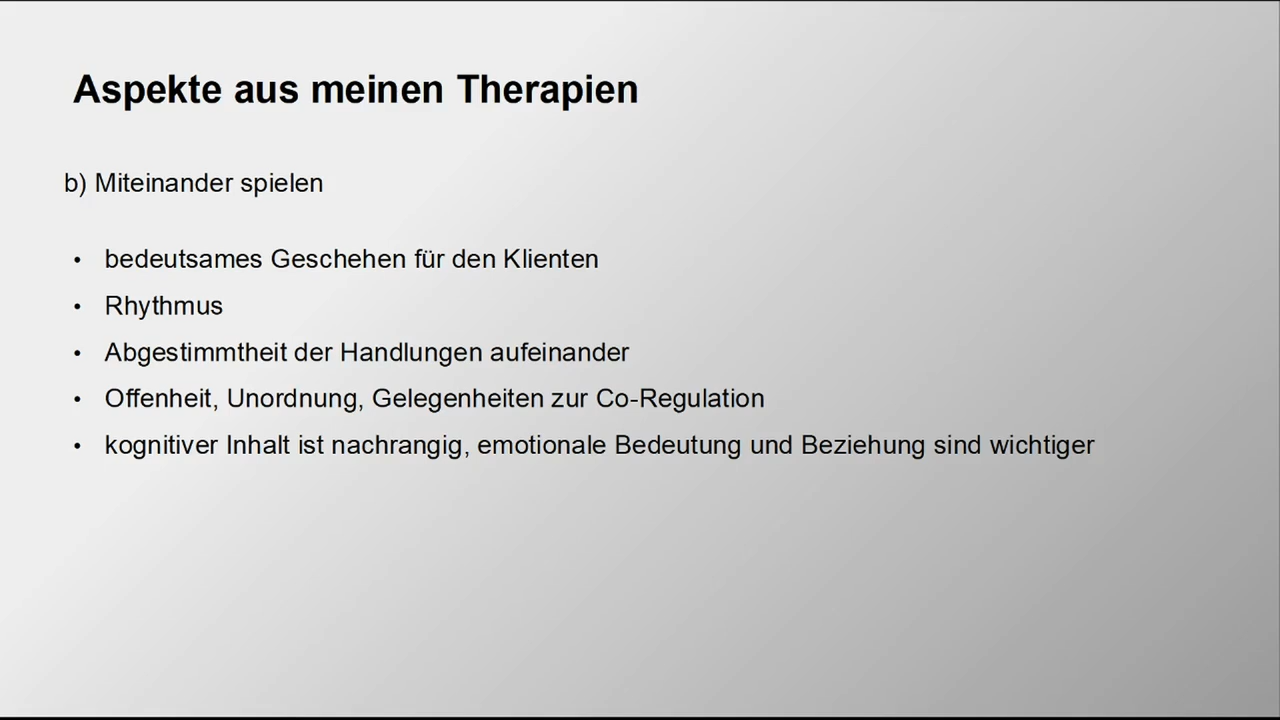 Aspekte aus meinen Therapien
b) Miteinander spielen
• bedeutsames Geschehen für den Klienten
• Rhythmus
• Abgestimmtheit der Handlungen aufeinander
• Offenheit, Unordnung, Gelegenheiten zur Co-Regulation
• kognitiver Inhalt ist nachrangig, emotionale Bedeutung und Beziehung sind wichtiger